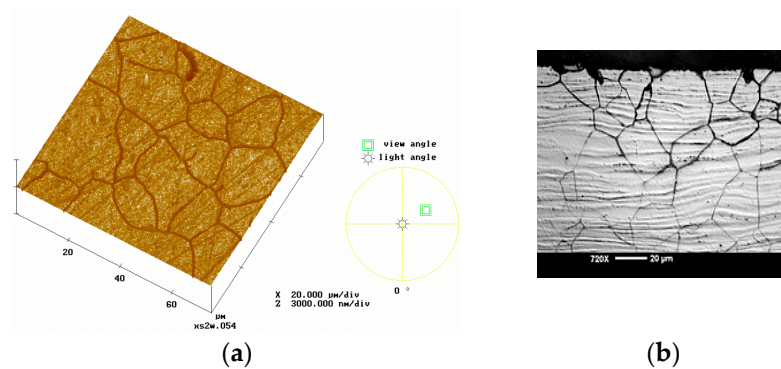 view angle
light angle
0 °
20
40
60
µm
xs2w.054
X 20.000 µm/div
Z 3000.000 nm/div
720X 20 µm
(a)
(b)